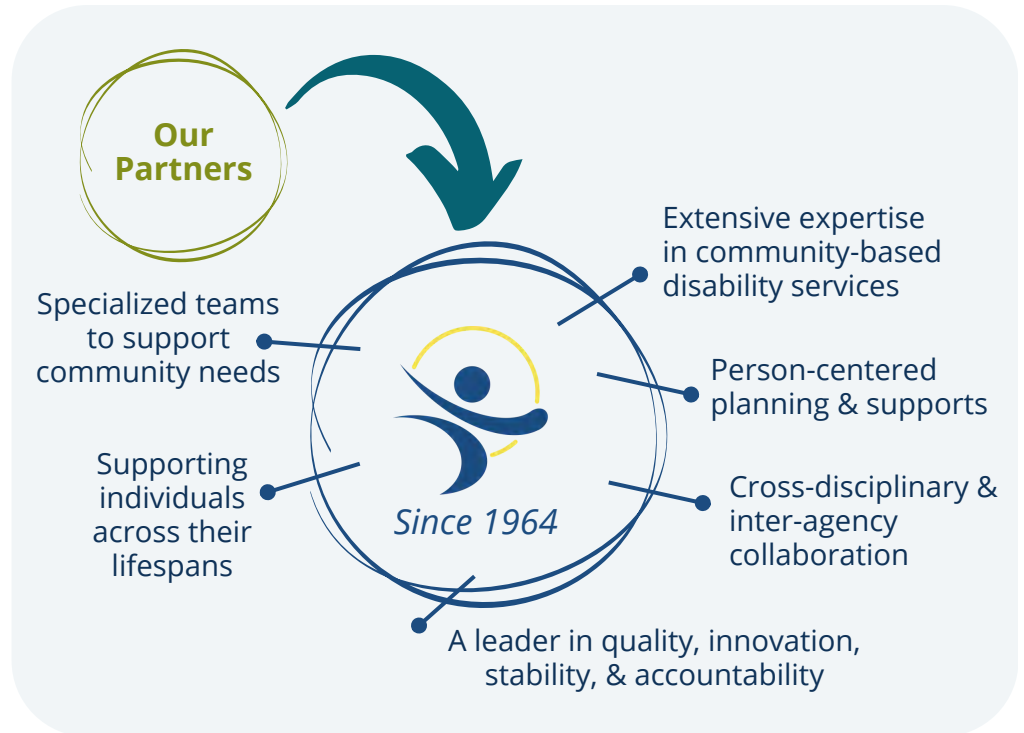 Our
Partners
Extensive expertise
in community-based
disability services
Specialized teams
to support
community needs
Person-centered
planning & supports
Supporting
individuals
across their
lifespans
Cross-disciplinary &
inter-agency
collaboration
Since 1964
A leader in quality, innovation,
stability, & accountability